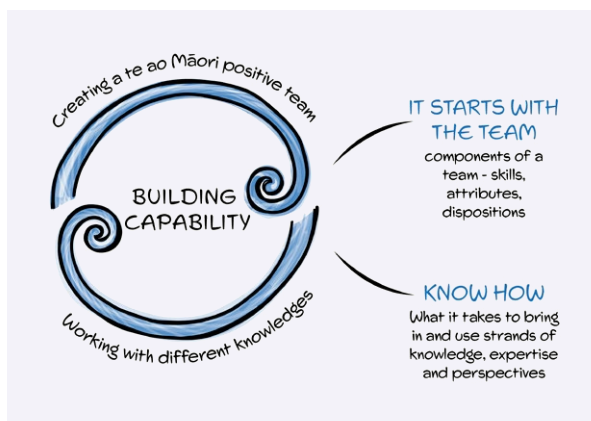 Creating a te ao Māori positive team
BUILDING
CAPABILITY
Working with different knowledges
IT STARTS WITH
THE TEAM
components of a
team - skills,
attributes,
dispositions
KNOW HOW
What it takes to bring
in and use strands of
knowledge, expertise
and perspectives